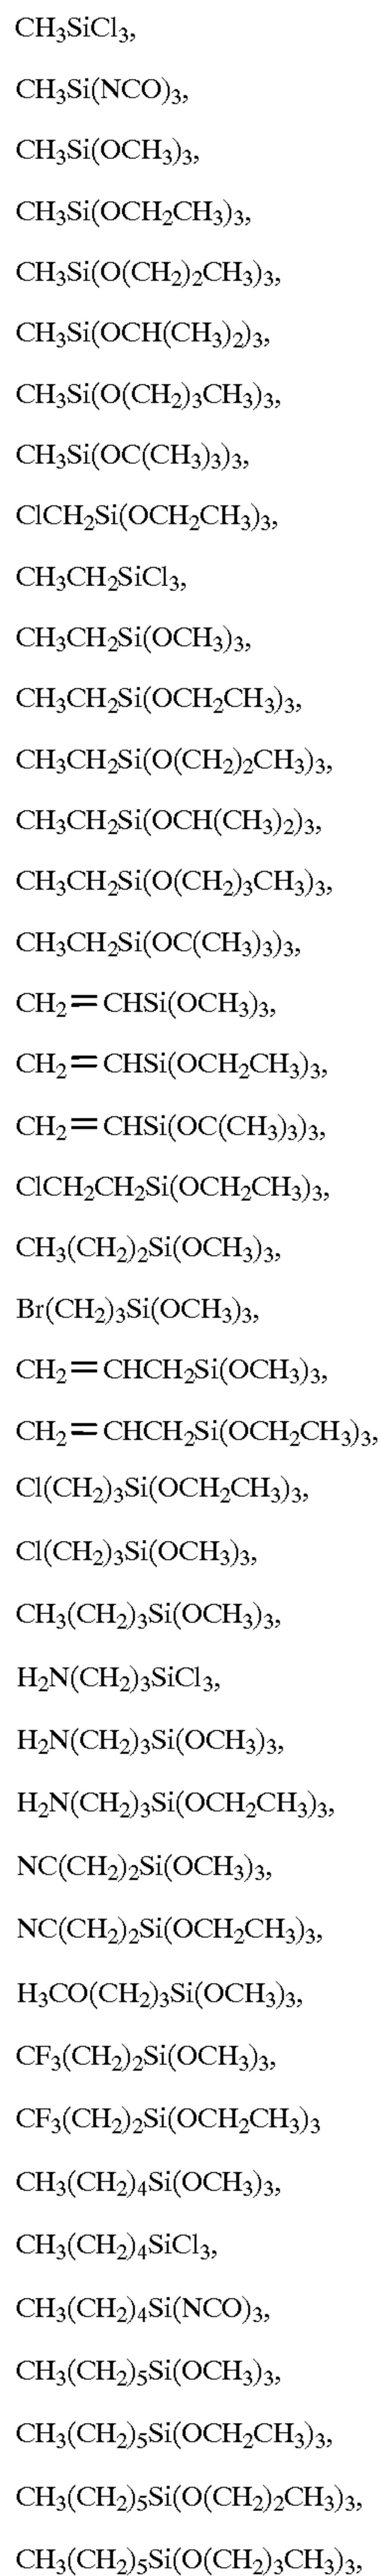 CH₃SiCl₃,
CH₃Si(NCO)₃,
CH₃Si(OCH₃)₃,
CH₃Si(OCH₂CH₃)₃,
CH₃Si(O(CH₂)₂CH₃)₃,
CH₃Si(OCH(CH₃)₂)₃,
CH₃Si(O(CH₂)₃CH₃)₃,
CH₃Si(OC(CH₃)₃)₃,
ClCH₂Si(OCH₂CH₃)₃,
CH₃CH₂SiCl₃,
CH₃CH₂Si(OCH₃)₃,
CH₃CH₂Si(OCH₂CH₃)₃,
CH₃CH₂Si(O(CH₂)₂CH₃)₃,
CH₃CH₂Si(OCH(CH₃)₂)₃,
CH₃CH₂Si(O(CH₂)₃CH₃)₃,
CH₃CH₂Si(OC(CH₃)₃)₃,
CH₂=CHSi(OCH₃)₃,
CH₂=CHSi(OCH₂CH₃)₃,
CH₂=CHSi(OC(CH₃)₃)₃,
ClCH₂CH₂Si(OCH₂CH₃)₃,
CH₃(CH₂)₂Si(OCH₃)₃,
Br(CH₂)₃Si(OCH₃)₃,
CH₂=CHCH₂Si(OCH₃)₃,
CH₂=CHCH₂Si(OCH₂CH₃)₃,
Cl(CH₂)₃Si(OCH₂CH₃)₃,
Cl(CH₂)₃Si(OCH₃)₃,
CH₃(CH₂)₃Si(OCH₃)₃,
H₂N(CH₂)₃SiCl₃,
H₂N(CH₂)₃Si(OCH₃)₃,
H₂N(CH₂)₃Si(OCH₂CH₃)₃,
NC(CH₂)₂Si(OCH₃)₃,
NC(CH₂)₂Si(OCH₂CH₃)₃,
H₃CO(CH₂)₃Si(OCH₃)₃,
CF₃(CH₂)₂Si(OCH₃)₃,
CF₃(CH₂)₂Si(OCH₂CH₃)₃
CH₃(CH₂)₄Si(OCH₃)₃,
CH₃(CH₂)₄SiCl₃,
CH₃(CH₂)₄Si(NCO)₃,
CH₃(CH₂)₅Si(OCH₃)₃,
CH₃(CH₂)₅Si(OCH₂CH₃)₃,
CH₃(CH₂)₅Si(O(CH₂)₂CH₃)₃,
CH₃(CH₂)₅Si(O(CH₂)₃CH₃)₃,